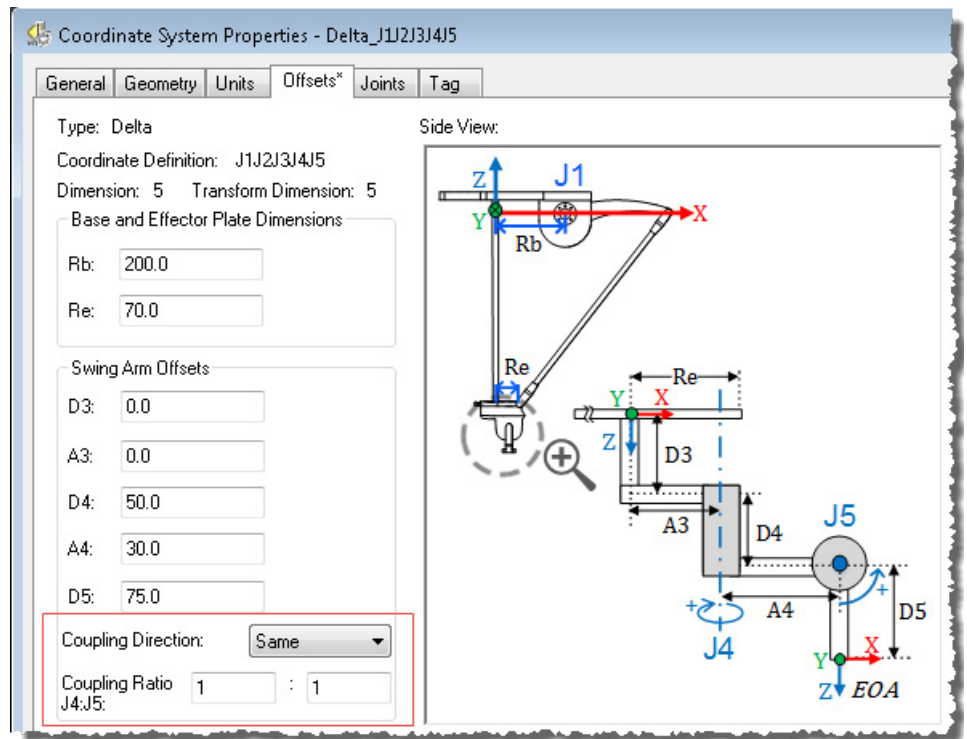 Coordinate System Properties - Delta_J1J2J3J4J5
General Geometry Units Offsets* Joints Tag
Type: Delta
Coordinate Definition: J1J2J3J4J5
Dimension: 5 Transform Dimension: 5
Base and Effector Plate Dimensions
Rb: 200.0
Re: 70.0
Swing Arm Offsets
D3: 0.0
A3: 0.0
D4: 50.0
A4: 30.0
D5: 75.0
Coupling Direction: Same
Coupling Ratio J4:J5: 1 : 1
Side View:
Z
J1
Y
X
Rb
Re
Re
Y X
Z
D3
A3
D4
J5
+
A4
D5
+
J4
Y X
Z EOA